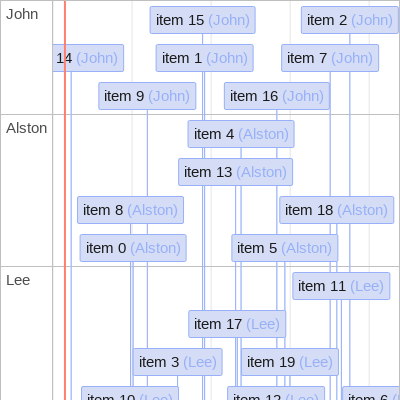 John
item 15 (John)
item 2 (John)
14 (John)
item 1 (John)
item 7 (John)
item 9 (John)
item 16 (John)
Alston
item 4 (Alston)
item 13 (Alston)
item 8 (Alston)
item 18 (Alston)
item 0 (Alston)
item 5 (Alston)
Lee
item 11 (Lee)
item 17 (Lee)
item 3 (Lee)
item 19 (Lee)
item 10 (Lee)
item 12 (Lee)
item 6